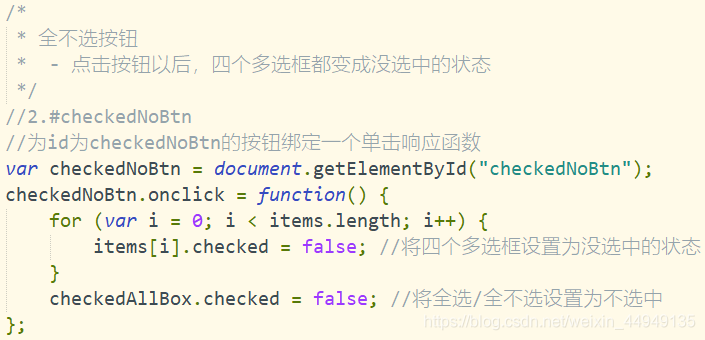 /*
 * 全不选按钮
 *  - 点击按钮以后，四个多选框都变成没选中的状态
 */
//2.#checkedNoBtn
//为id为checkedNoBtn的按钮绑定一个单击响应函数
var checkedNoBtn = document.getElementById("checkedNoBtn");
checkedNoBtn.onclick = function() {
    for (var i = 0; i < items.length; i++) {
        items[i].checked = false; //将四个多选框设置为没选中的状态
    }
    checkedAllBox.checked = false; //将全选/全不选设置为不选中
};
https://blog.csdn.net/weixin_44949135